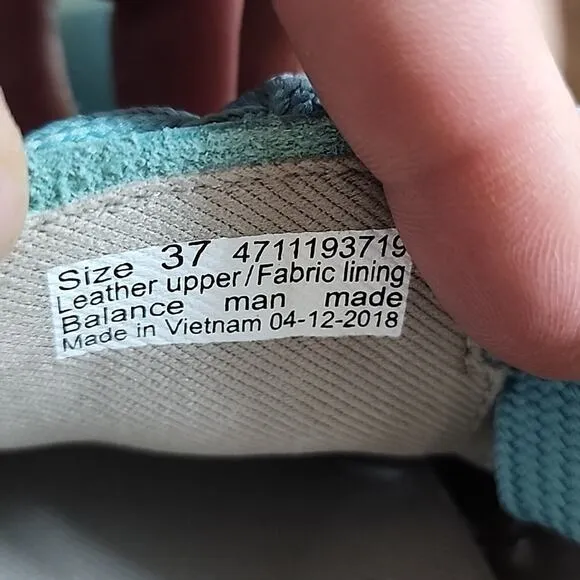 Size 37 4711193719
Leather upper/Fabric lining
Balance man made
Made in Vietnam 04-12-2018